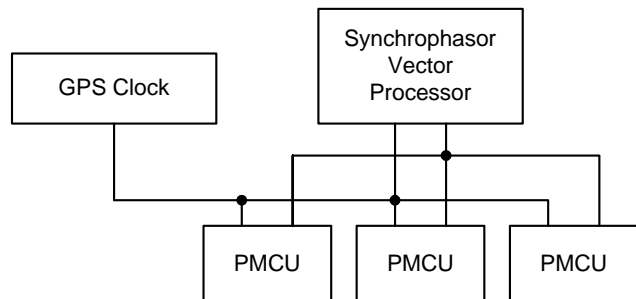 Synchrophasor
Vector
Processor
GPS Clock
PMCU
PMCU
PMCU